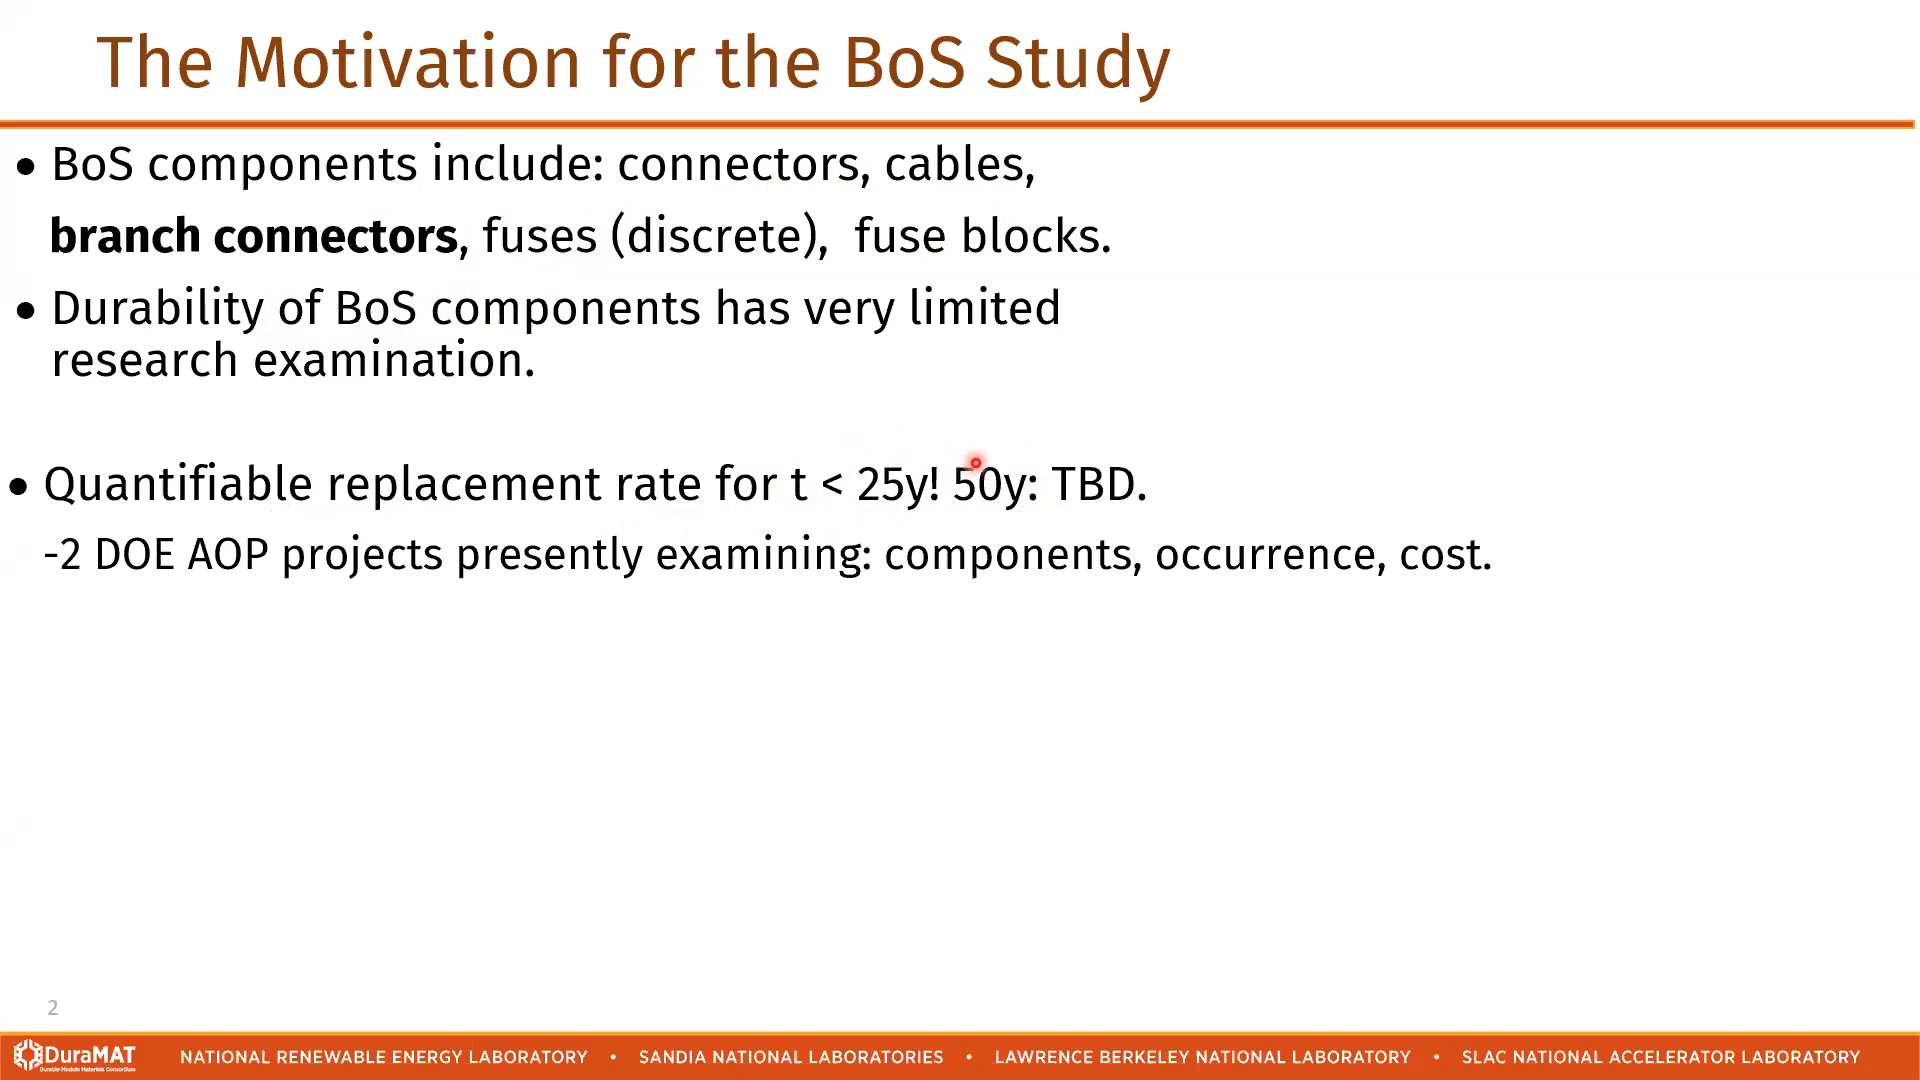 The Motivation for the BoS Study
• BoS components include: connectors, cables,
branch connectors, fuses (discrete), fuse blocks.
• Durability of BoS components has very limited
research examination.
• Quantifiable replacement rate for t < 25y! 50y: TBD.
-2 DOE AOP projects presently examining: components, occurrence, cost.
2
DuraMAT
Durable Module Materials Consortium
NATIONAL RENEWABLE ENERGY LABORATORY • SANDIA NATIONAL LABORATORIES • LAWRENCE BERKELEY NATIONAL LABORATORY • SLAC NATIONAL ACCELERATOR LABORATORY